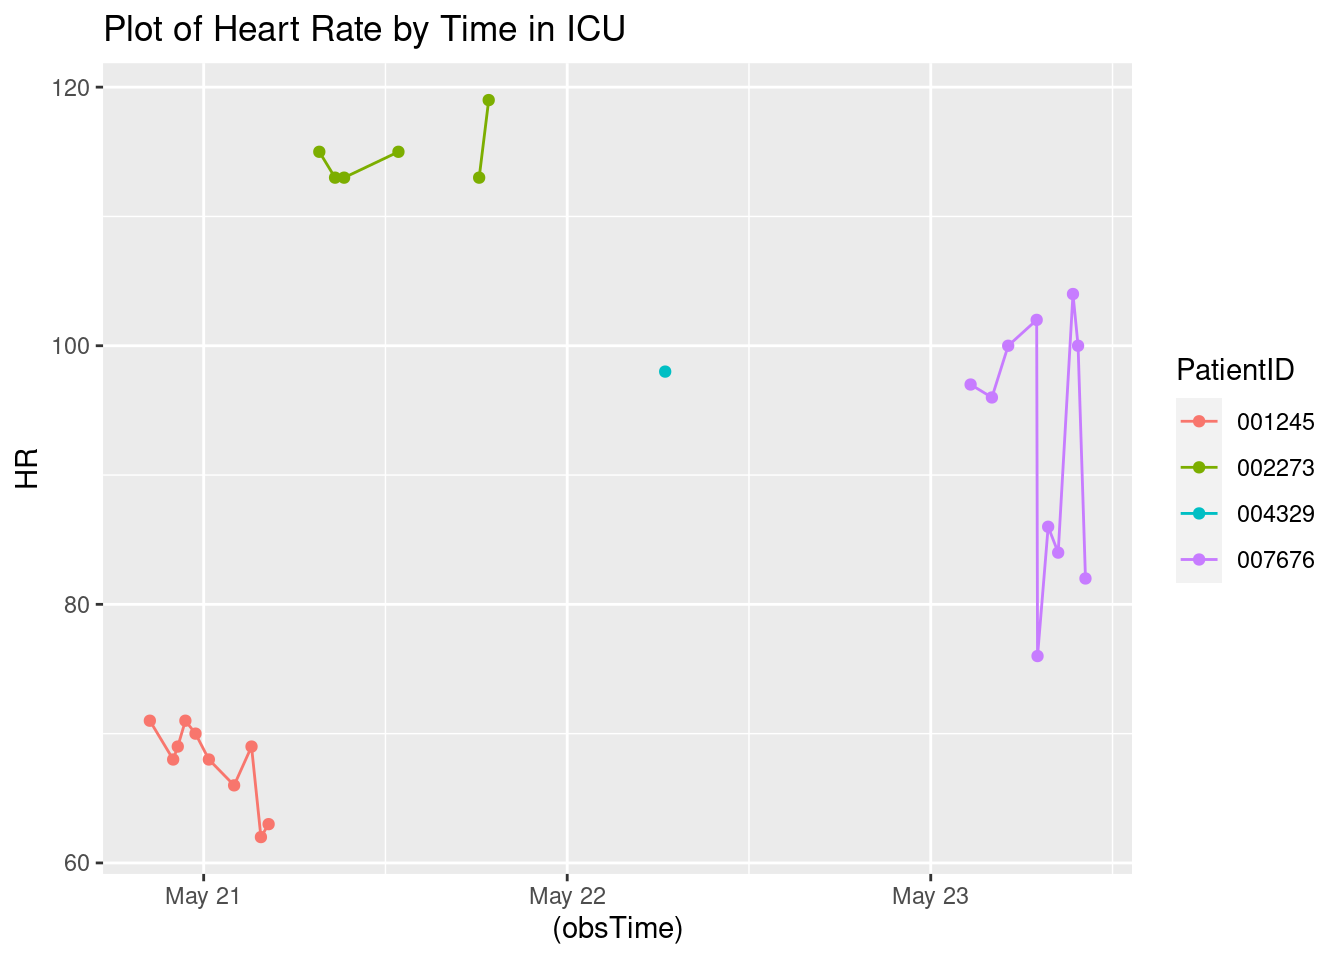 Plot of Heart Rate by Time in ICU
120
100
80
60
HR
May 21
May 22
May 23
(obsTime)
PatientID
001245
002273
004329
007676